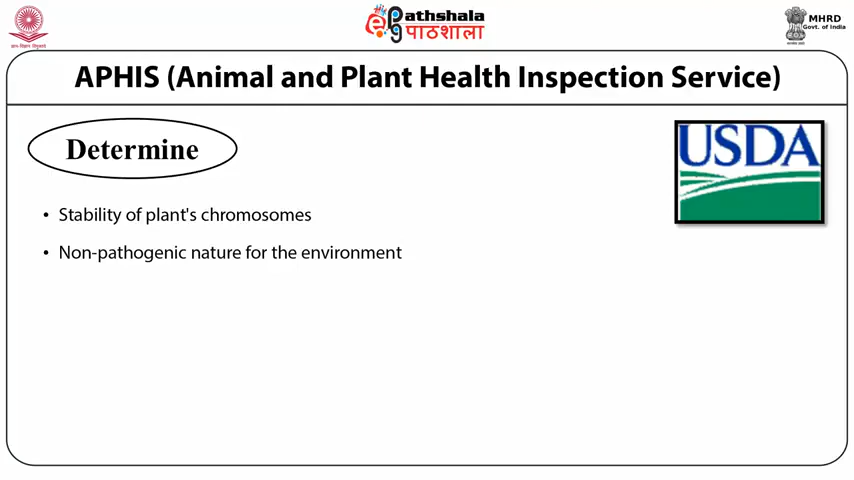 ePathshala
पाठशाला
MHRD
Govt. of India
APHIS (Animal and Plant Health Inspection Service)
Determine
USDA
• Stability of plant's chromosomes
• Non-pathogenic nature for the environment